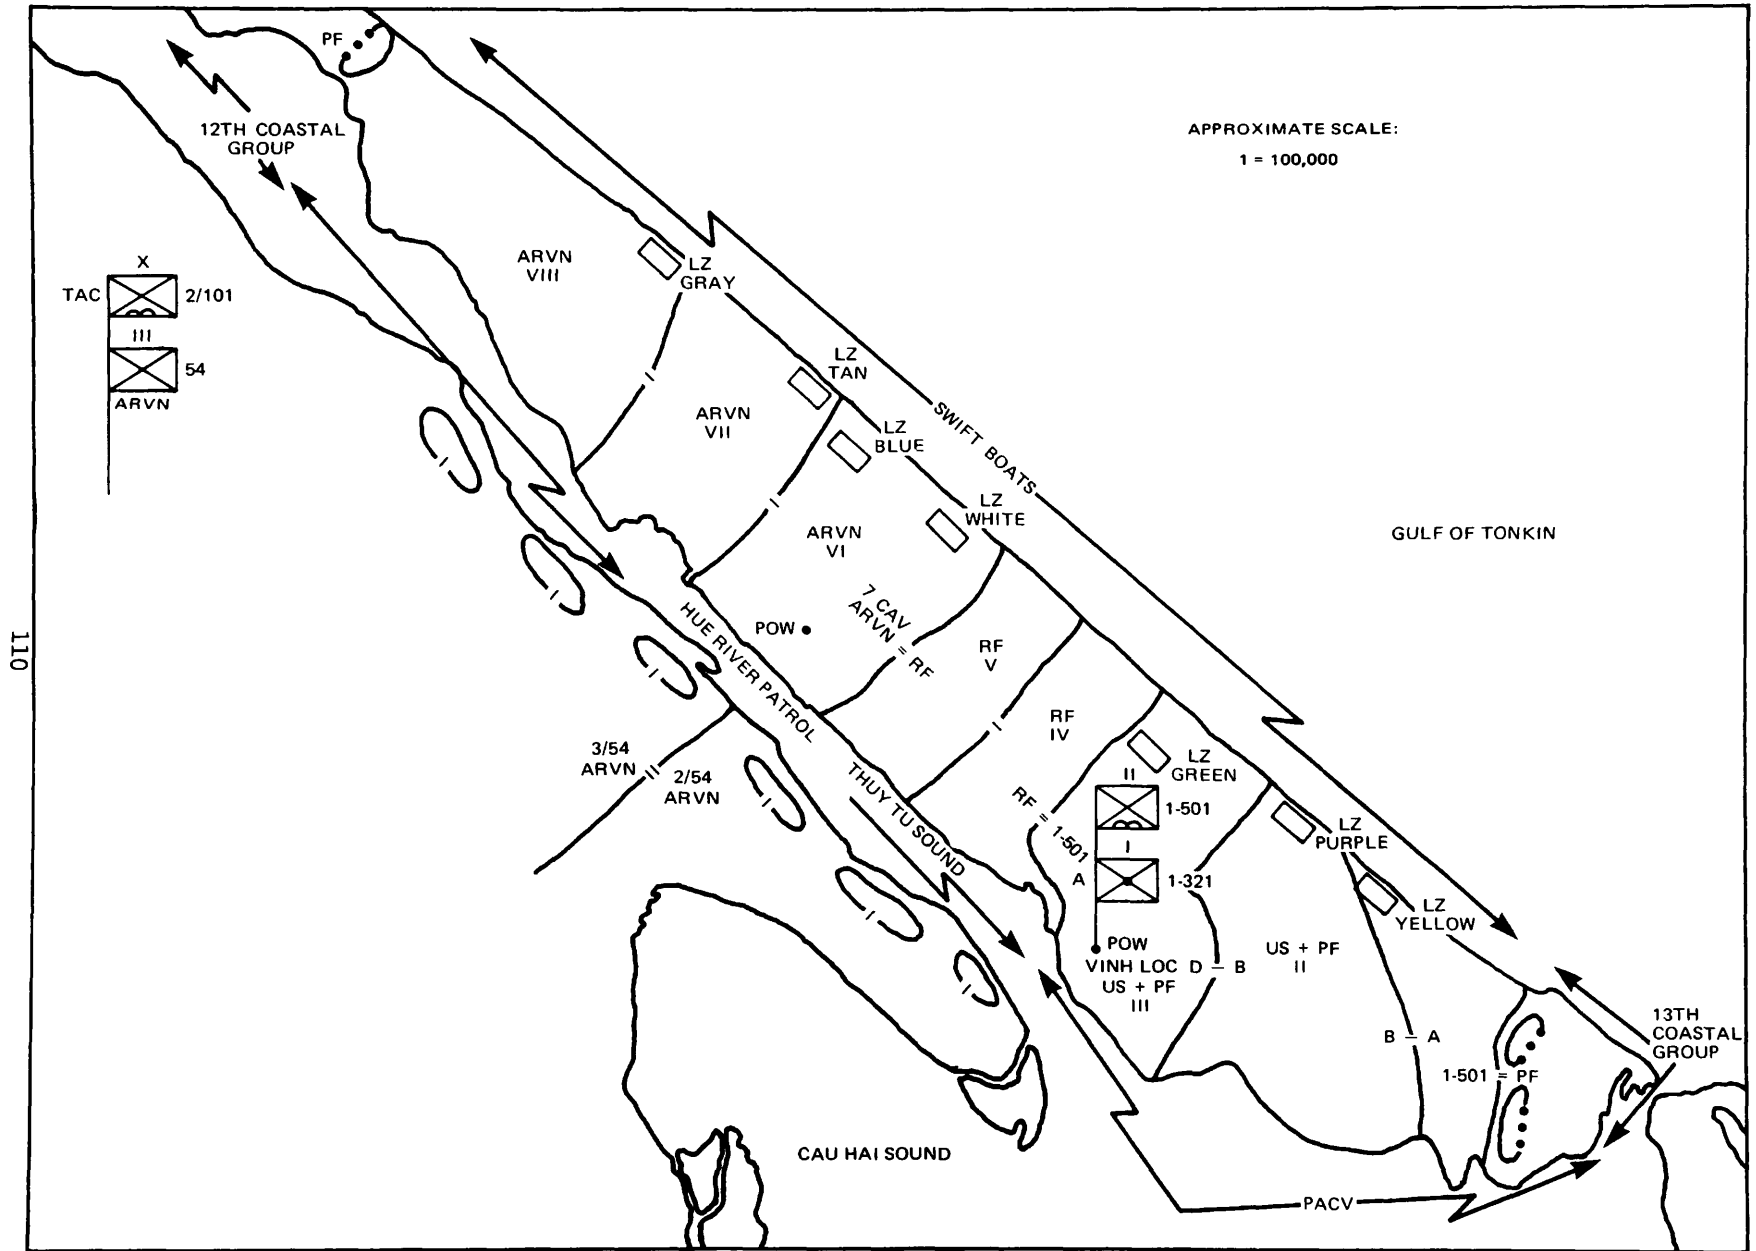 PF
12TH COASTAL
GROUP
APPROXIMATE SCALE:
1 = 100,000
X
TAC
2/101
III
54
ARVN
ARVN
VIII
LZ
GRAY
LZ
TAN
ARVN
VII
LZ
BLUE
SWIFT BOATS
LZ
WHITE
GULF OF TONKIN
ARVN
VI
7 CAV
ARVN = RF
POW
HUE RIVER PATROL
RF
V
RF
IV
3/54
ARVN
II
2/54
ARVN
THUY TU SOUND
LZ
GREEN
RF = 1-501
II
1-501
I
A
1-321
LZ
PURPLE
LZ
YELLOW
POW
VINH LOC
US + PF
III
D – B
US + PF
II
B – A
1-501 = PF
13TH
COASTAL
GROUP
CAU HAI SOUND
PACV
110